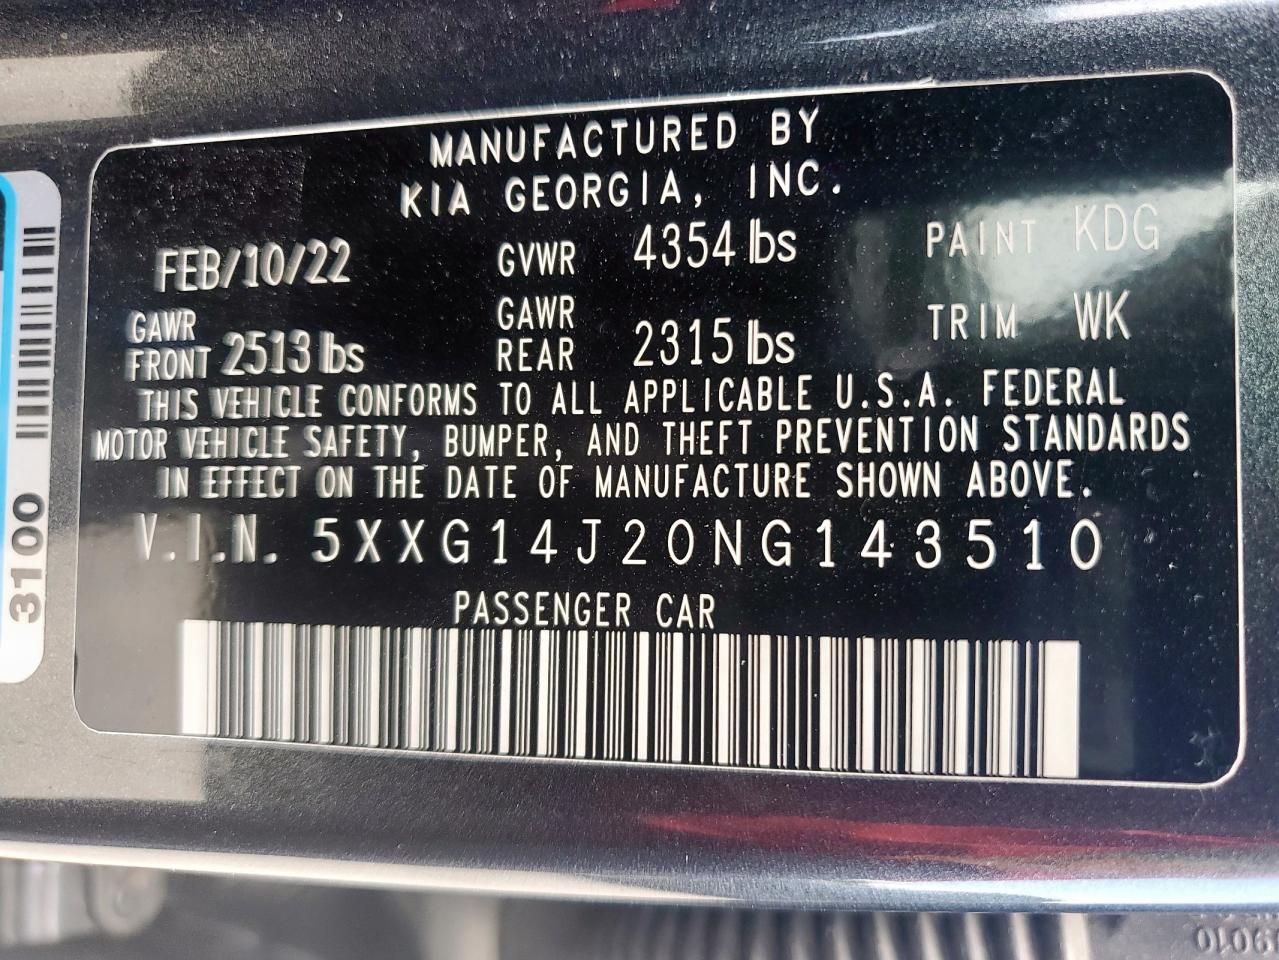 MANUFACTURED BY
KIA GEORGIA, INC.
FEB/10/22 GVWR 4354 lbs PAINT KDG
GAWR FRONT 2513 lbs GAWR REAR 2315 lbs TRIM WK
THIS VEHICLE CONFORMS TO ALL APPLICABLE U.S.A. FEDERAL
MOTOR VEHICLE SAFETY, BUMPER, AND THEFT PREVENTION STANDARDS
IN EFFECT ON THE DATE OF MANUFACTURE SHOWN ABOVE.
V.I.N. 5XXG14J20NG143510
PASSENGER CAR
3100